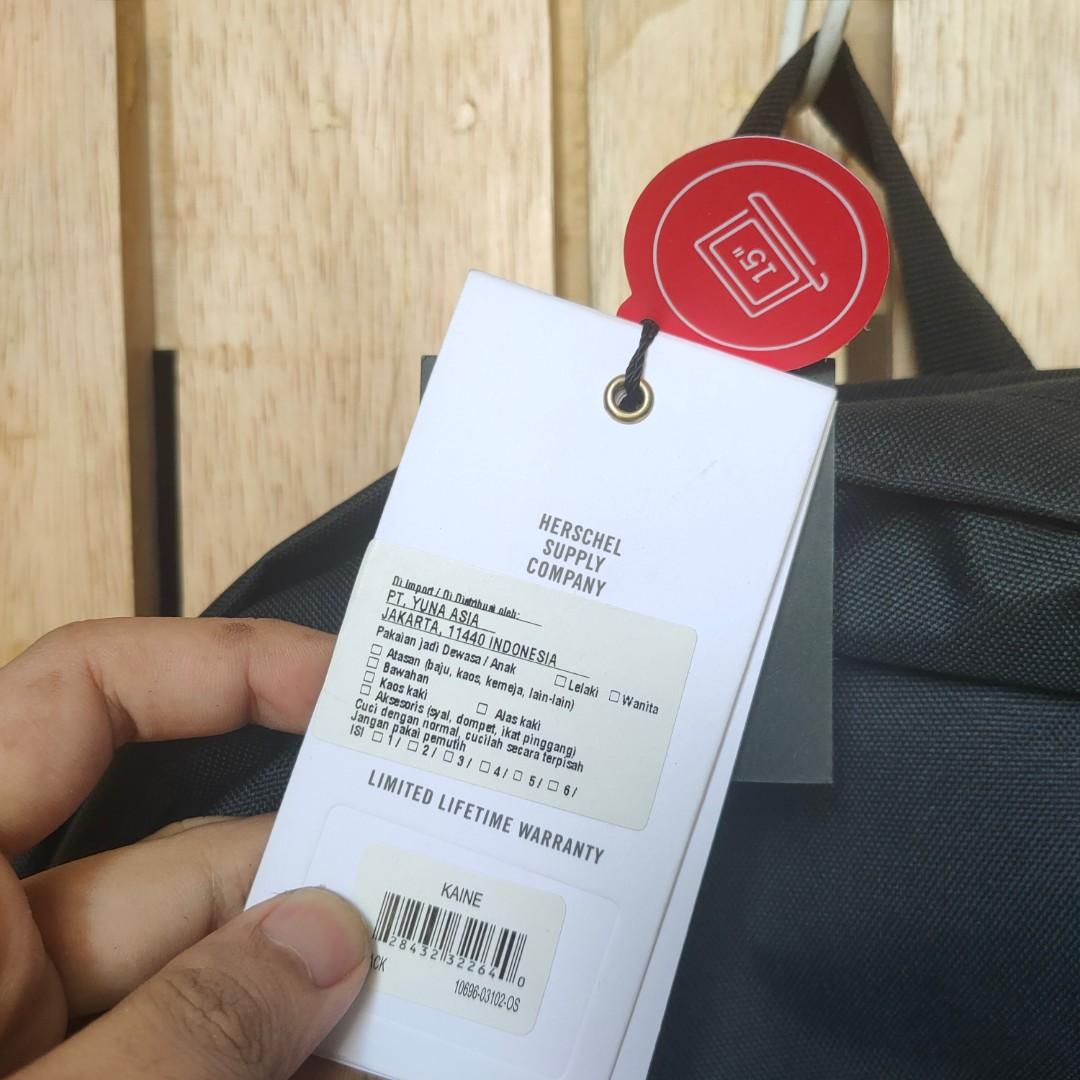 15"
HERSCHEL
SUPPLY
COMPANY
Di Import / Di Distribusi oleh:
PT. YUNA ASIA
JAKARTA, 11440 INDONESIA
Pakaian jadi Dewasa / Anak
☐ Lelaki ☐ Wanita
☐ Atasan (baju, kaos, kemeja, lain-lain)
☐ Bawahan
☐ Kaos kaki ☐ Alas kaki
☐ Aksesoris (syal, dompet, ikat pinggang)
Cuci dengan normal, cucilah secara terpisah
Jangan pakai pemutih
ISI ☐ 1 / ☐ 2 / ☐ 3 / ☐ 4 / ☐ 5 / ☐ 6 /
LIMITED LIFETIME WARRANTY
KAINE
28432 32264 0
ACK
10696-03102-OS